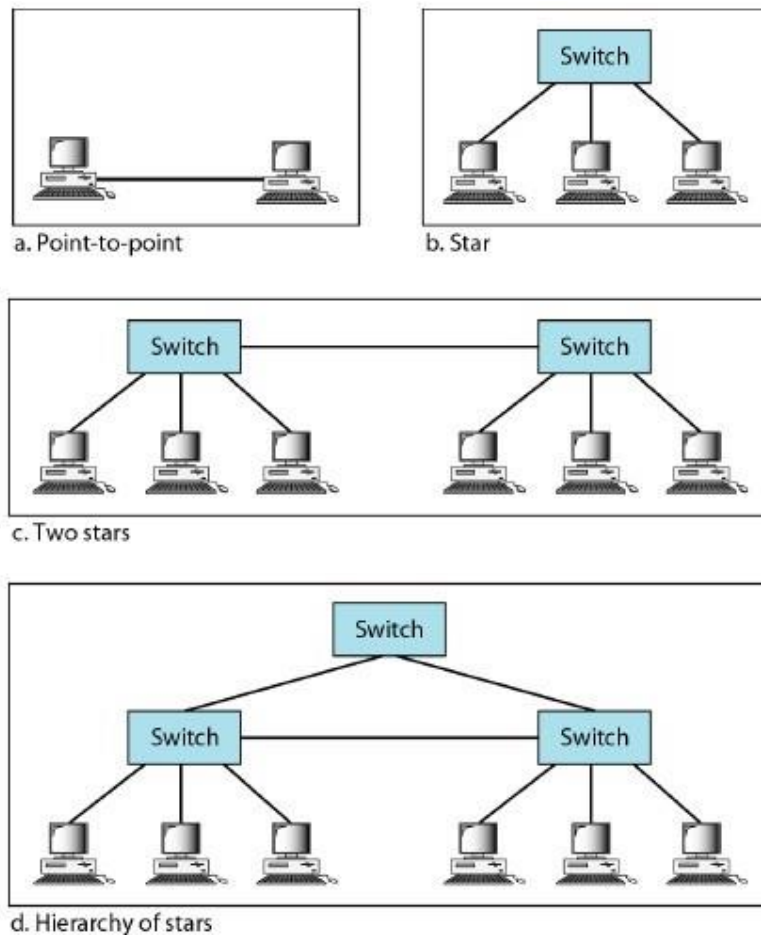 Switch
a. Point-to-point
b. Star
Switch
Switch
c. Two stars
Switch
Switch
Switch
d. Hierarchy of stars